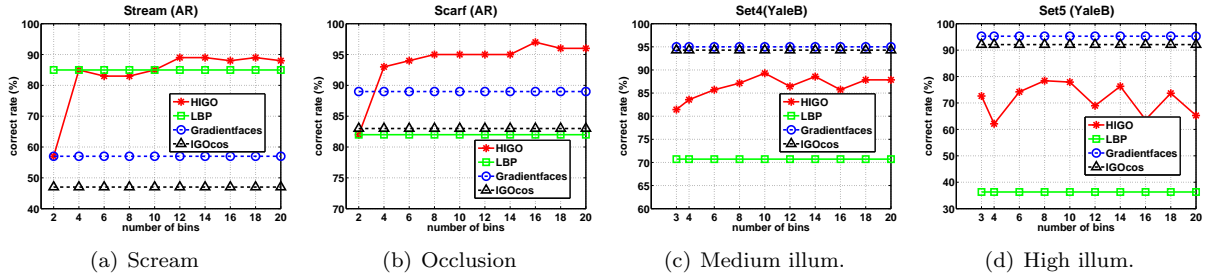 Stream (AR)
correct rate (%)
100
90
80
70
60
50
40
2 4 6 8 10 12 14 16 18 20
number of bins
HIGO
LBP
Gradientfaces
IGOcos
(a) Scream
Scarf (AR)
correct rate (%)
100
95
90
85
80
75
70
2 4 6 8 10 12 14 16 18 20
number of bins
HIGO
LBP
Gradientfaces
IGOcos
(b) Occlusion
Set4(YaleB)
correct rate (%)
100
95
90
85
80
75
70
65
60
3 4 6 8 10 12 14 16 18 20
number of bins
HIGO
LBP
Gradientfaces
IGOcos
(c) Medium illum.
Set5 (YaleB)
correct rate (%)
100
90
80
70
60
50
40
30
3 4 6 8 10 12 14 16 18 20
number of bins
HIGO
LBP
Gradientfaces
IGOcos
(d) High illum.